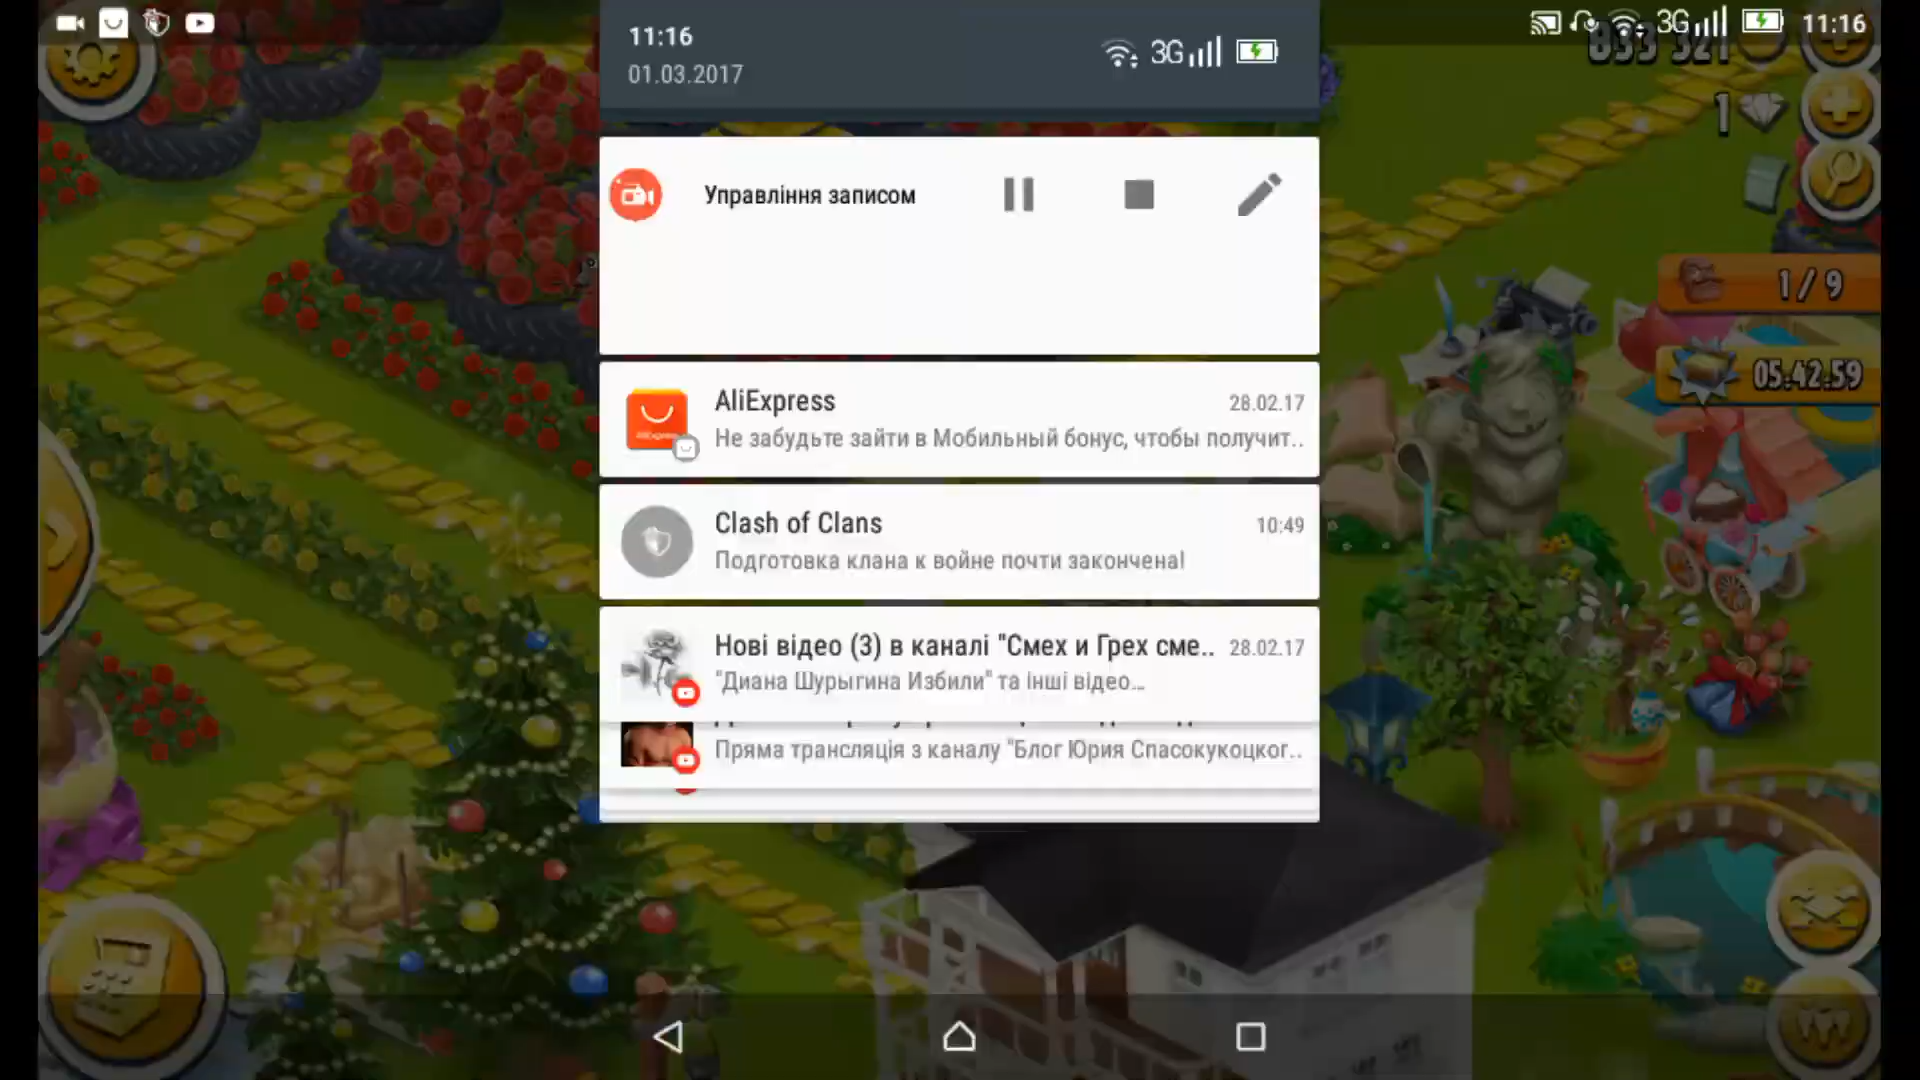 11:16
833 321
11:16
01.03.2017
3G
3G
1
Управління записом
1/9
05:42:59
AliExpress
28.02.17
Не забудьте зайти в Мобильный бонус, чтобы получит..
Clash of Clans
10:49
Подготовка клана к войне почти закончена!
Нові відео (3) в каналі "Смех и Грех сме..
28.02.17
"Диана Шурыгина Избили" та інші відео…
Пряма трансляція з каналу "Блог Юрия Спасокукоцког..